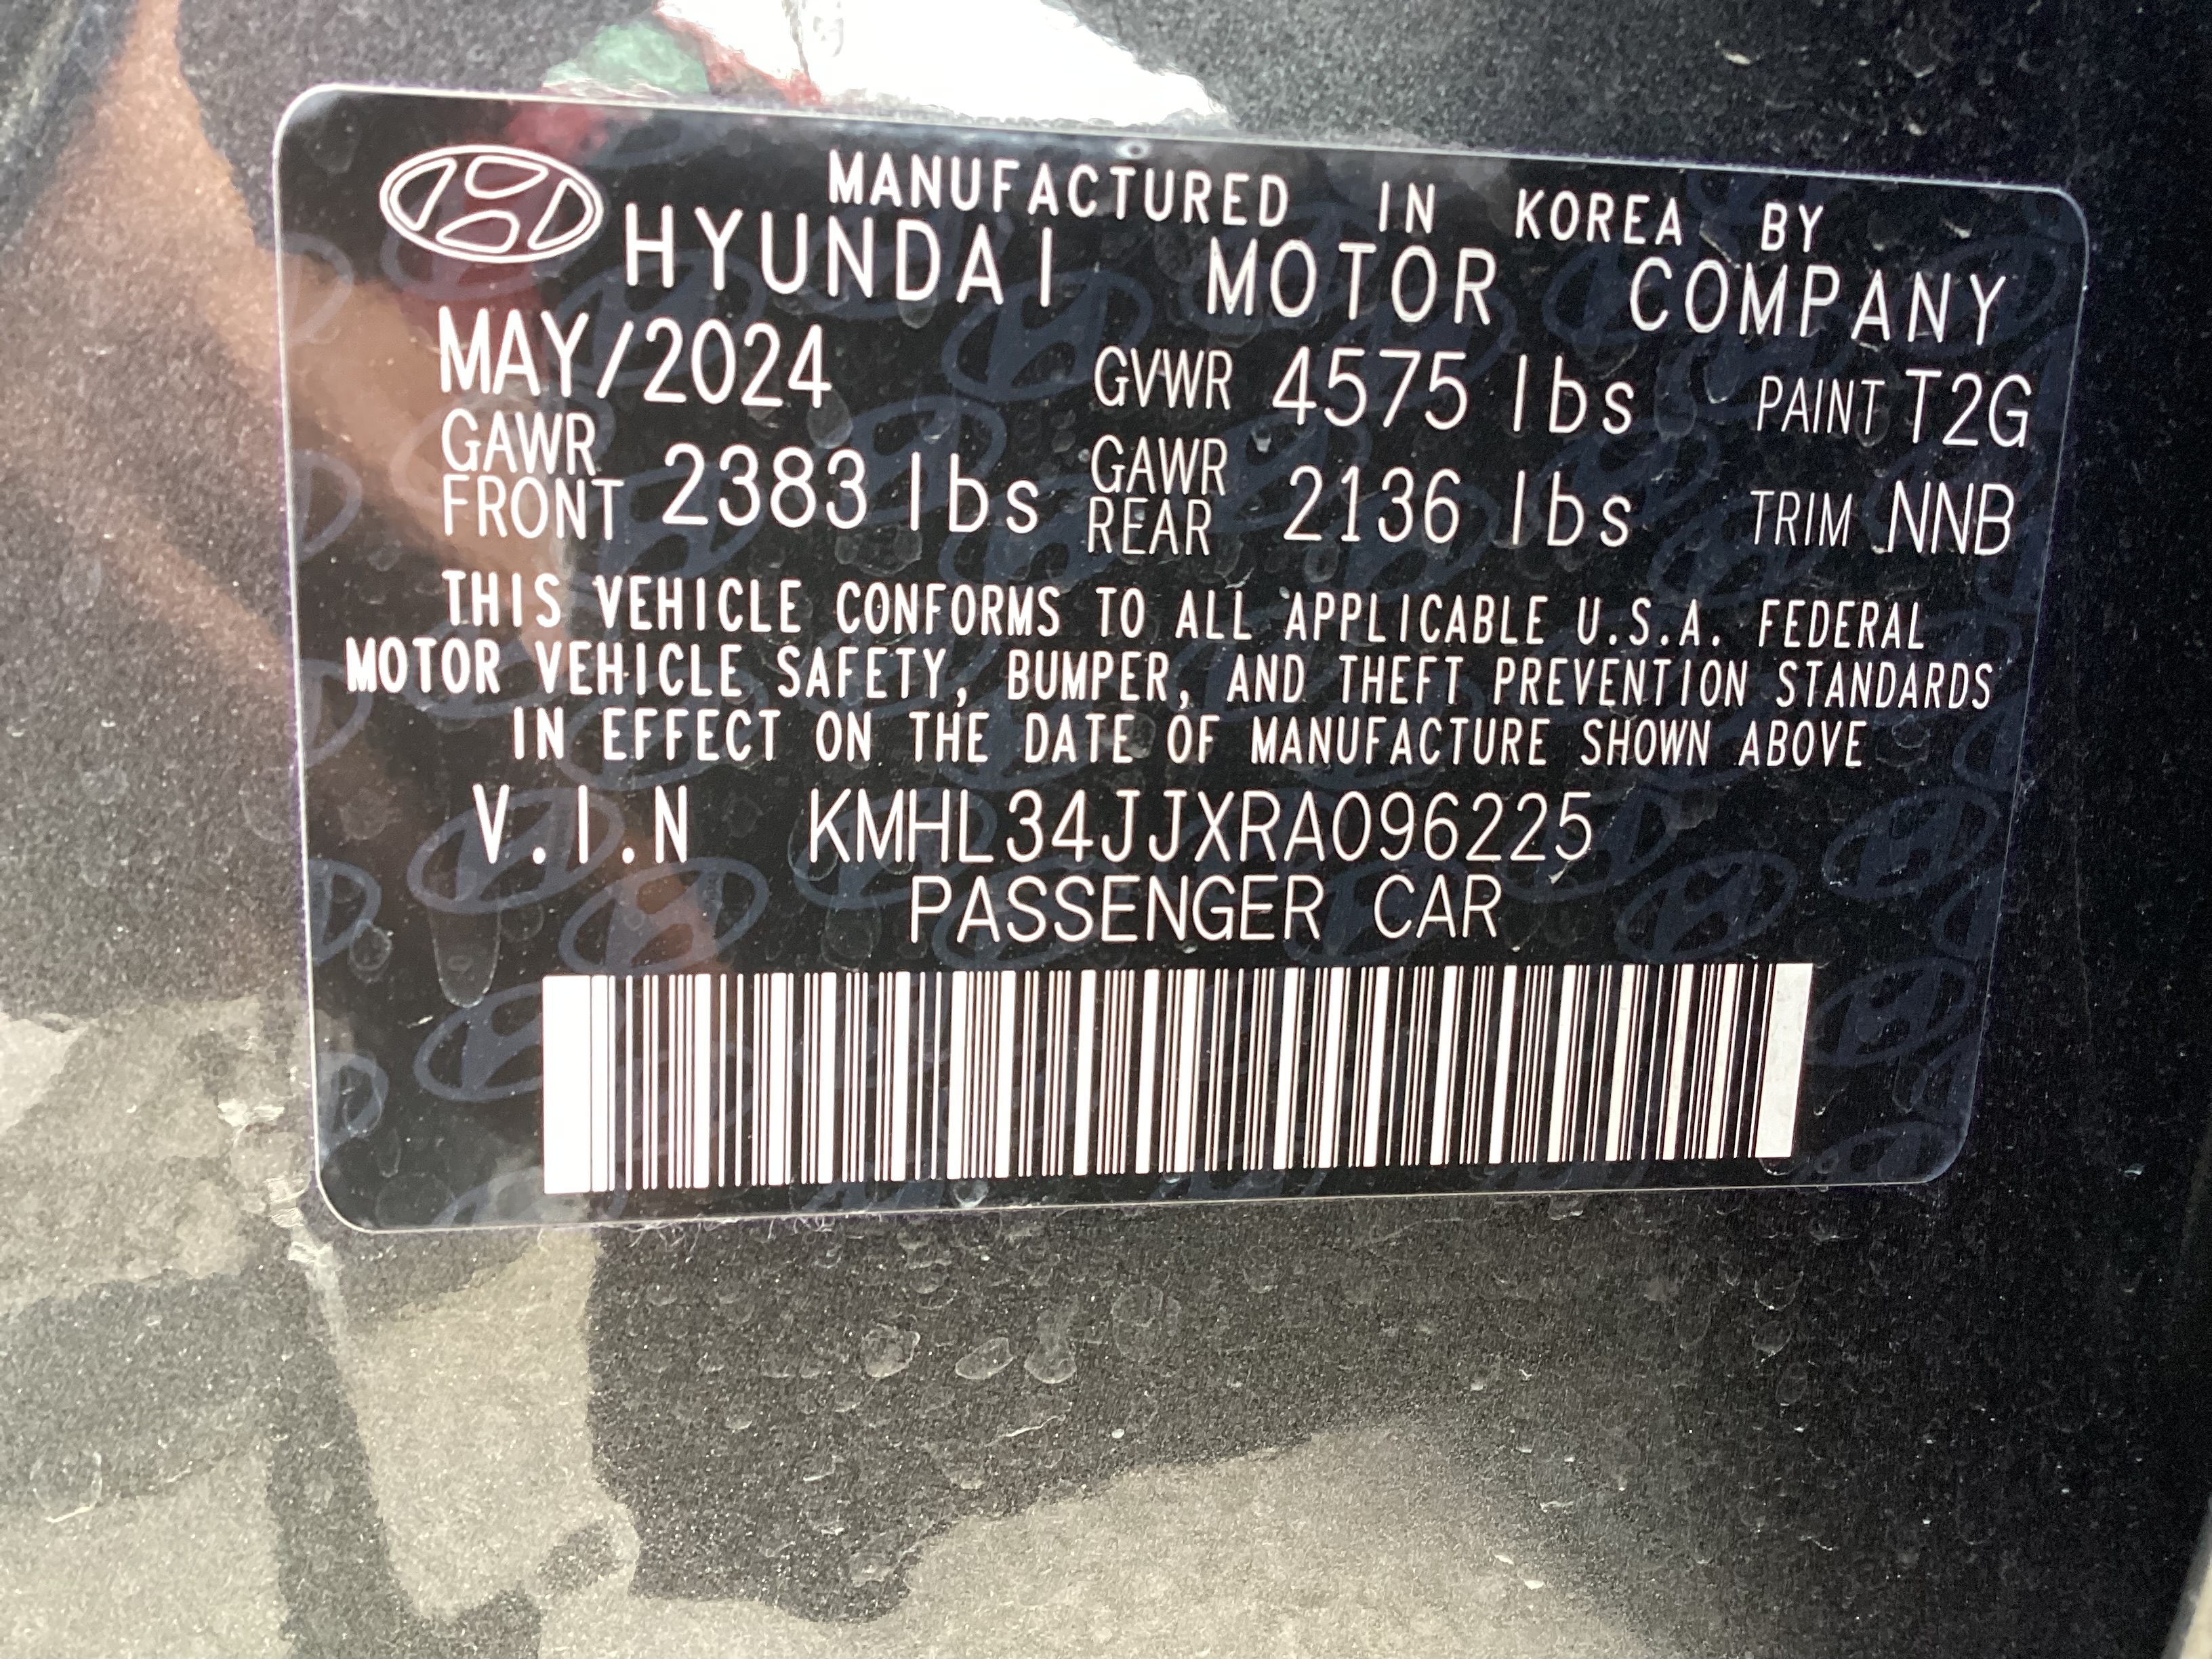 MANUFACTURED IN KOREA BY
HYUNDAI MOTOR COMPANY
MAY/2024 GVWR 4575 lbs PAINT T2G
GAWR FRONT 2383 lbs GAWR REAR 2136 lbs TRIM NNB
THIS VEHICLE CONFORMS TO ALL APPLICABLE U.S.A. FEDERAL
MOTOR VEHICLE SAFETY, BUMPER, AND THEFT PREVENTION STANDARDS
IN EFFECT ON THE DATE OF MANUFACTURE SHOWN ABOVE
V.I.N KMHL34JJXRA096225
PASSENGER CAR